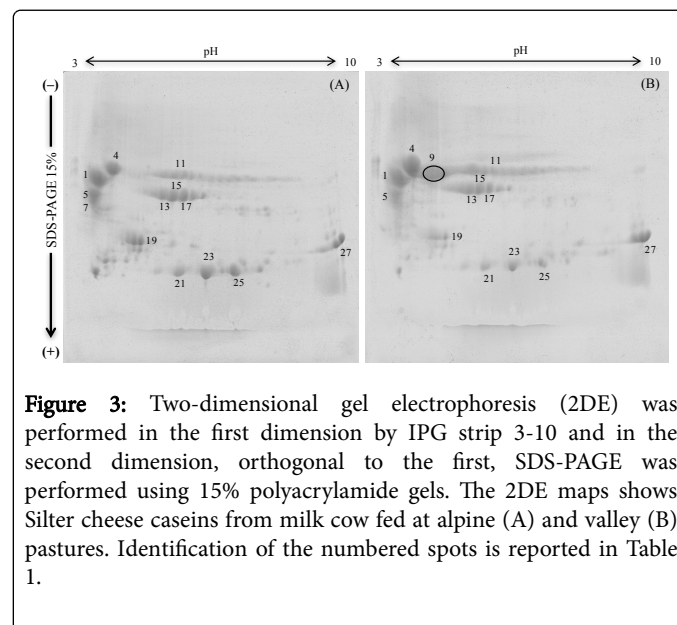 pH
pH
3
10
3
10
(–)
(A)
(B)
SDS-PAGE 15%
(+)
4
11
1
15
5
13 17
7
19
23
27
21
25
4
9
11
1
15
5
13 17
19
23
27
21
25
Figure 3: Two-dimensional gel electrophoresis (2DE) was
performed in the first dimension by IPG strip 3-10 and in the
second dimension, orthogonal to the first, SDS-PAGE was
performed using 15% polyacrylamide gels. The 2DE maps shows
Silter cheese caseins from milk cow fed at alpine (A) and valley (B)
pastures. Identification of the numbered spots is reported in Table
1.